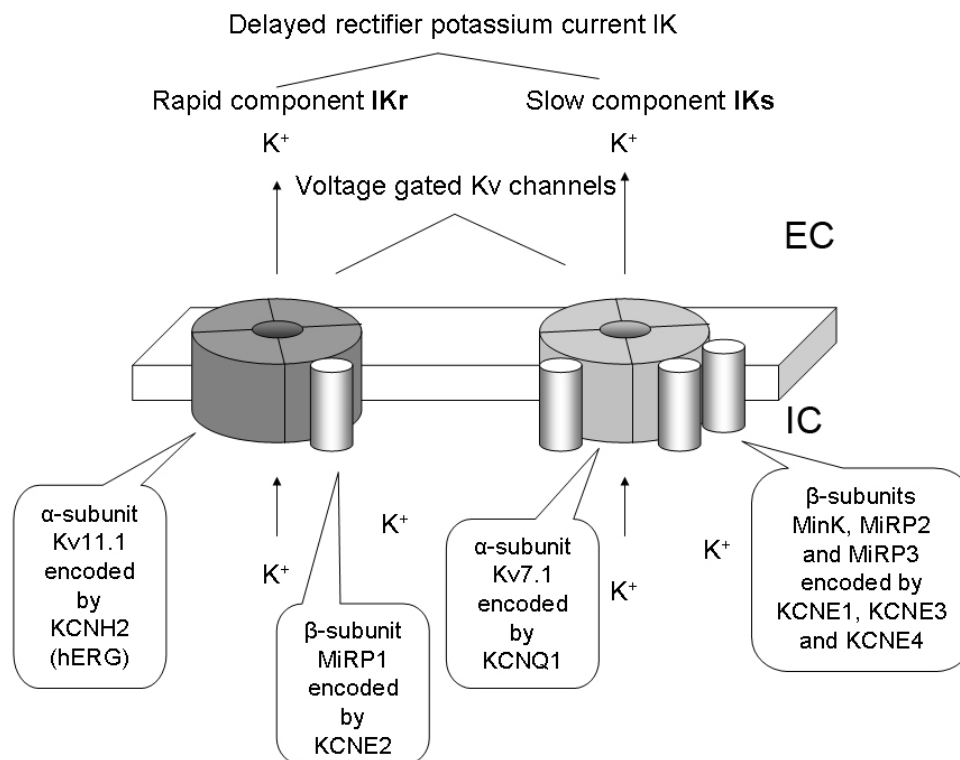 Delayed rectifier potassium current IK
Rapid component IKr
Slow component IKs
K⁺
K⁺
Voltage gated Kv channels
EC
IC
α-subunit
Kv11.1
encoded
by
KCNH2
(hERG)
K⁺
K⁺
β-subunit
MiRP1
encoded
by
KCNE2
α-subunit
Kv7.1
encoded
by
KCNQ1
K⁺
K⁺
β-subunits
MinK, MiRP2
and MiRP3
encoded by
KCNE1, KCNE3
and KCNE4